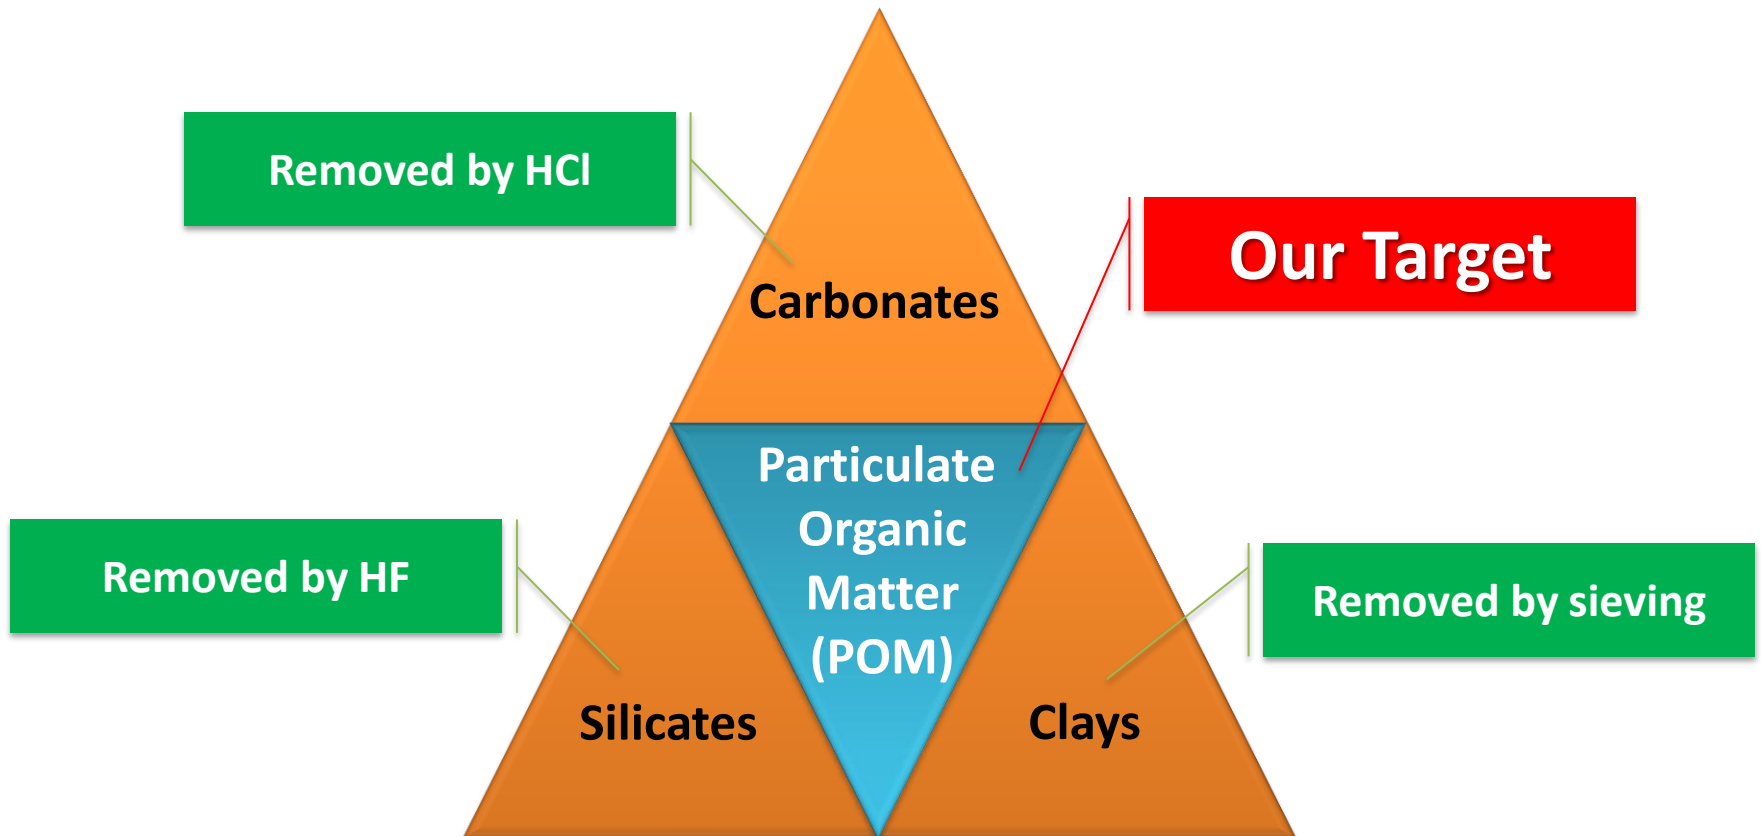 Removed by HCl
Our Target
Carbonates
Particulate
Organic
Matter
(POM)
Removed by HF
Removed by sieving
Silicates
Clays